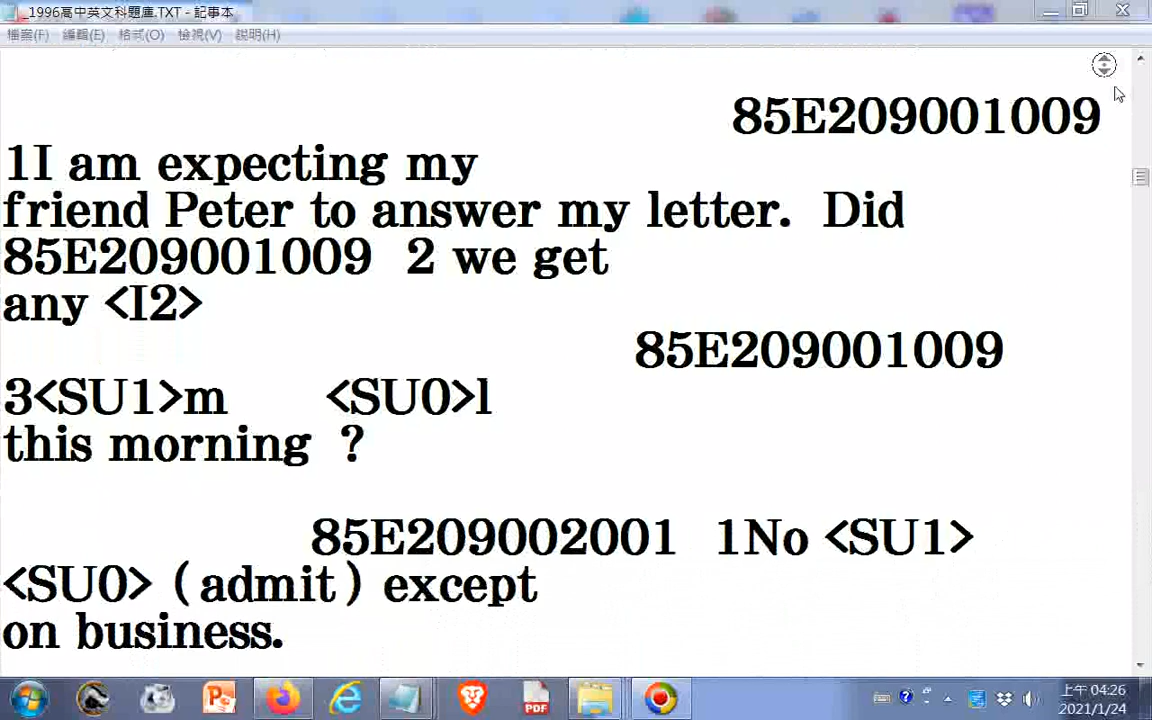 _1996高中英文科題庫.TXT - 記事本
檔案(F) 編輯(E) 格式(O) 檢視(V) 說明(H)
85E209001009
1I am expecting my
friend Peter to answer my letter. Did
85E209001009 2 we get
any <I2>
85E209001009
3<SU1>m <SU0>l
this morning ?
85E209002001 1No <SU1>
<SU0> (admit) except
on business.
PDF
上午 04:26
2021/1/24